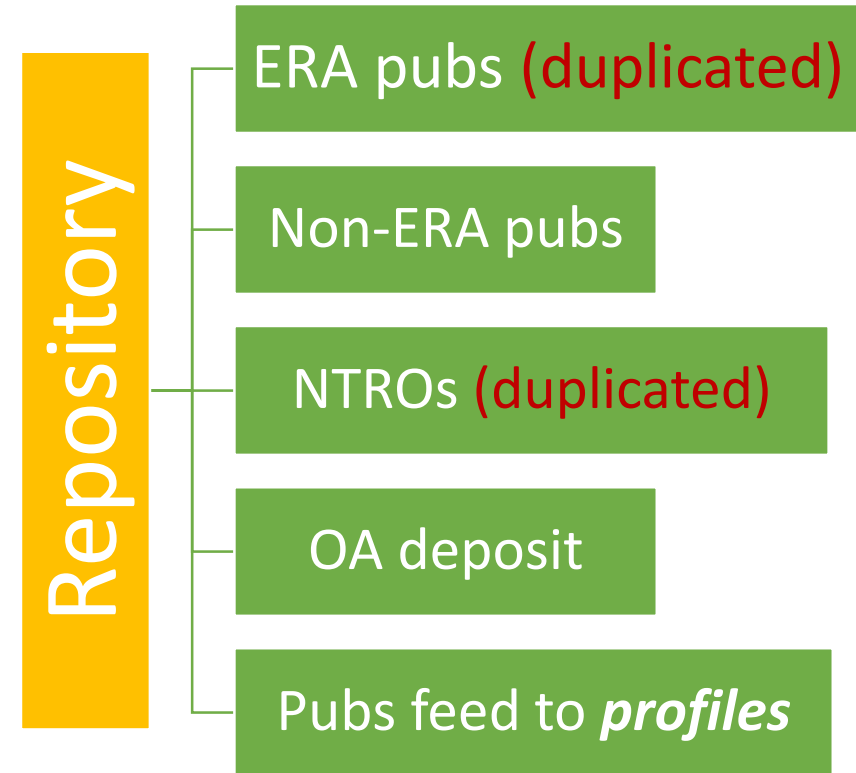 Repository
ERA pubs (duplicated)
Non-ERA pubs
NTROs (duplicated)
OA deposit
Pubs feed to profiles